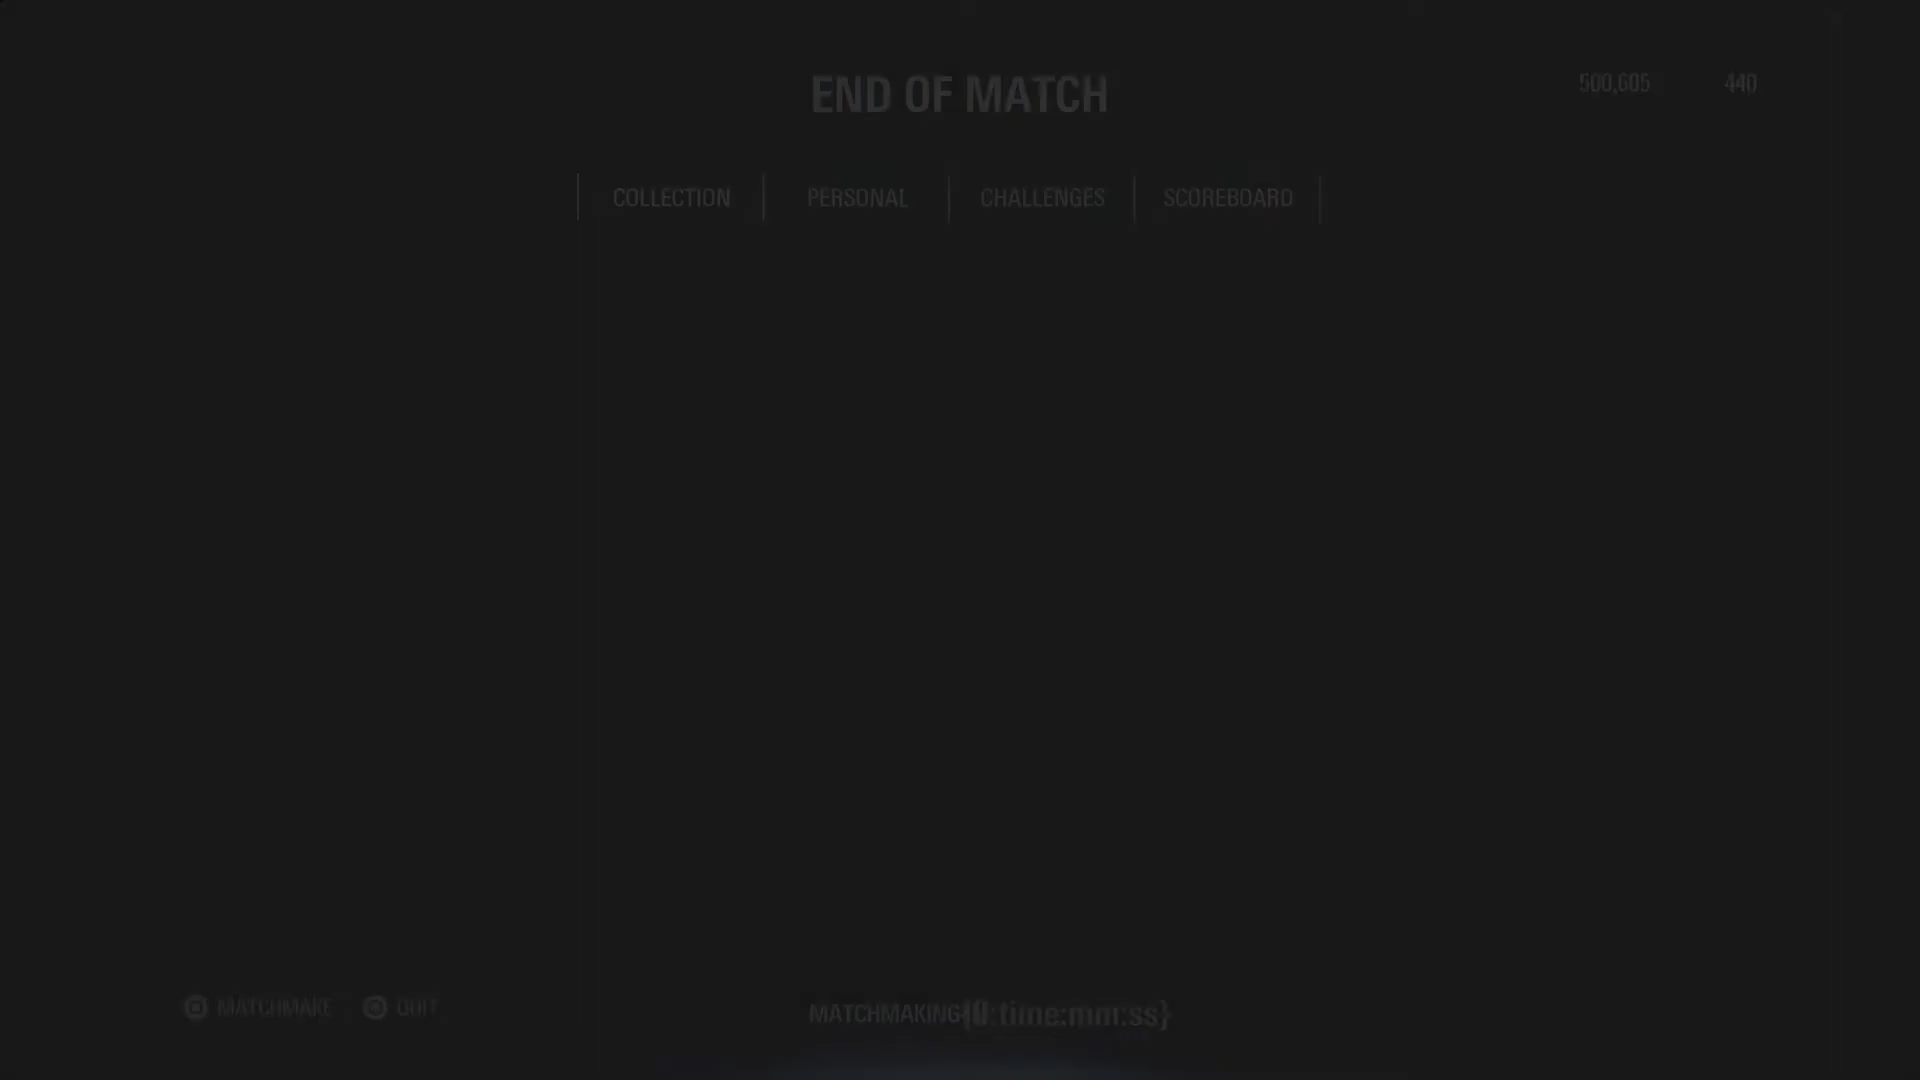 END OF MATCH
500,605 440
COLLECTION PERSONAL CHALLENGES SCOREBOARD
MATCHMAKE QUIT
MATCHMAKING{0:time:mm:ss}